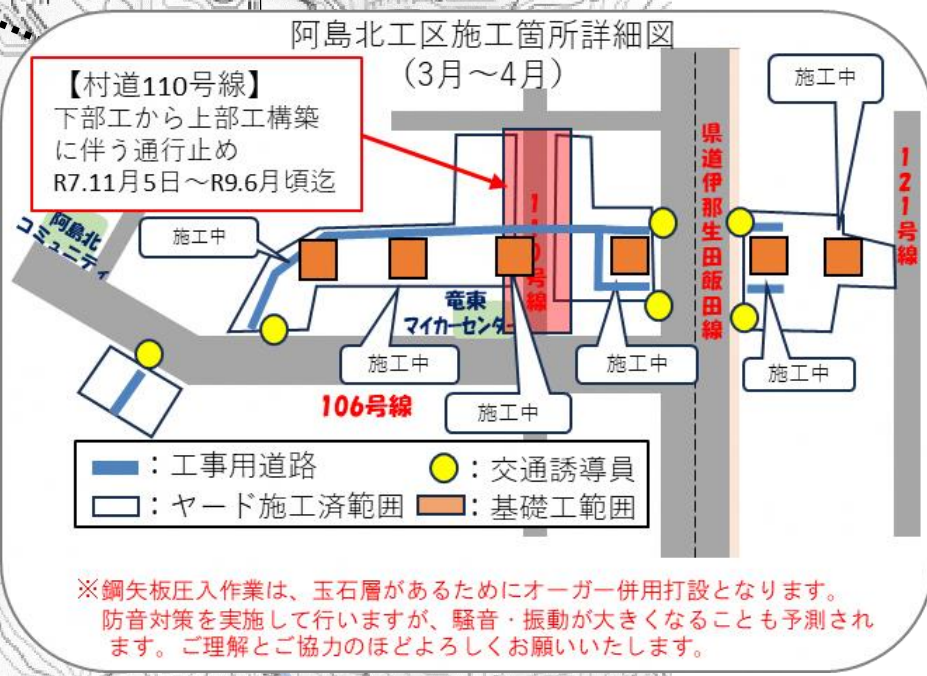 阿島北工区施工箇所詳細図
(3月～4月)
【村道110号線】
下部工から上部工構築
に伴う通行止め
R7.11月5日～R9.6月頃迄
施工中
県道伊那生田飯田線
121号線
110号線
阿島北
コミュニティ
施工中
竜東
マイカーセンター
施工中
施工中
施工中
施工中
106号線
：工事用道路
：交通誘導員
：ヤード施工済範囲
：基礎工範囲
※鋼矢板圧入作業は、玉石層があるためにオーガー併用打設となります。
防音対策を実施して行いますが、騒音・振動が大きくなることも予測され
ます。ご理解とご協力のほどよろしくお願いいたします。